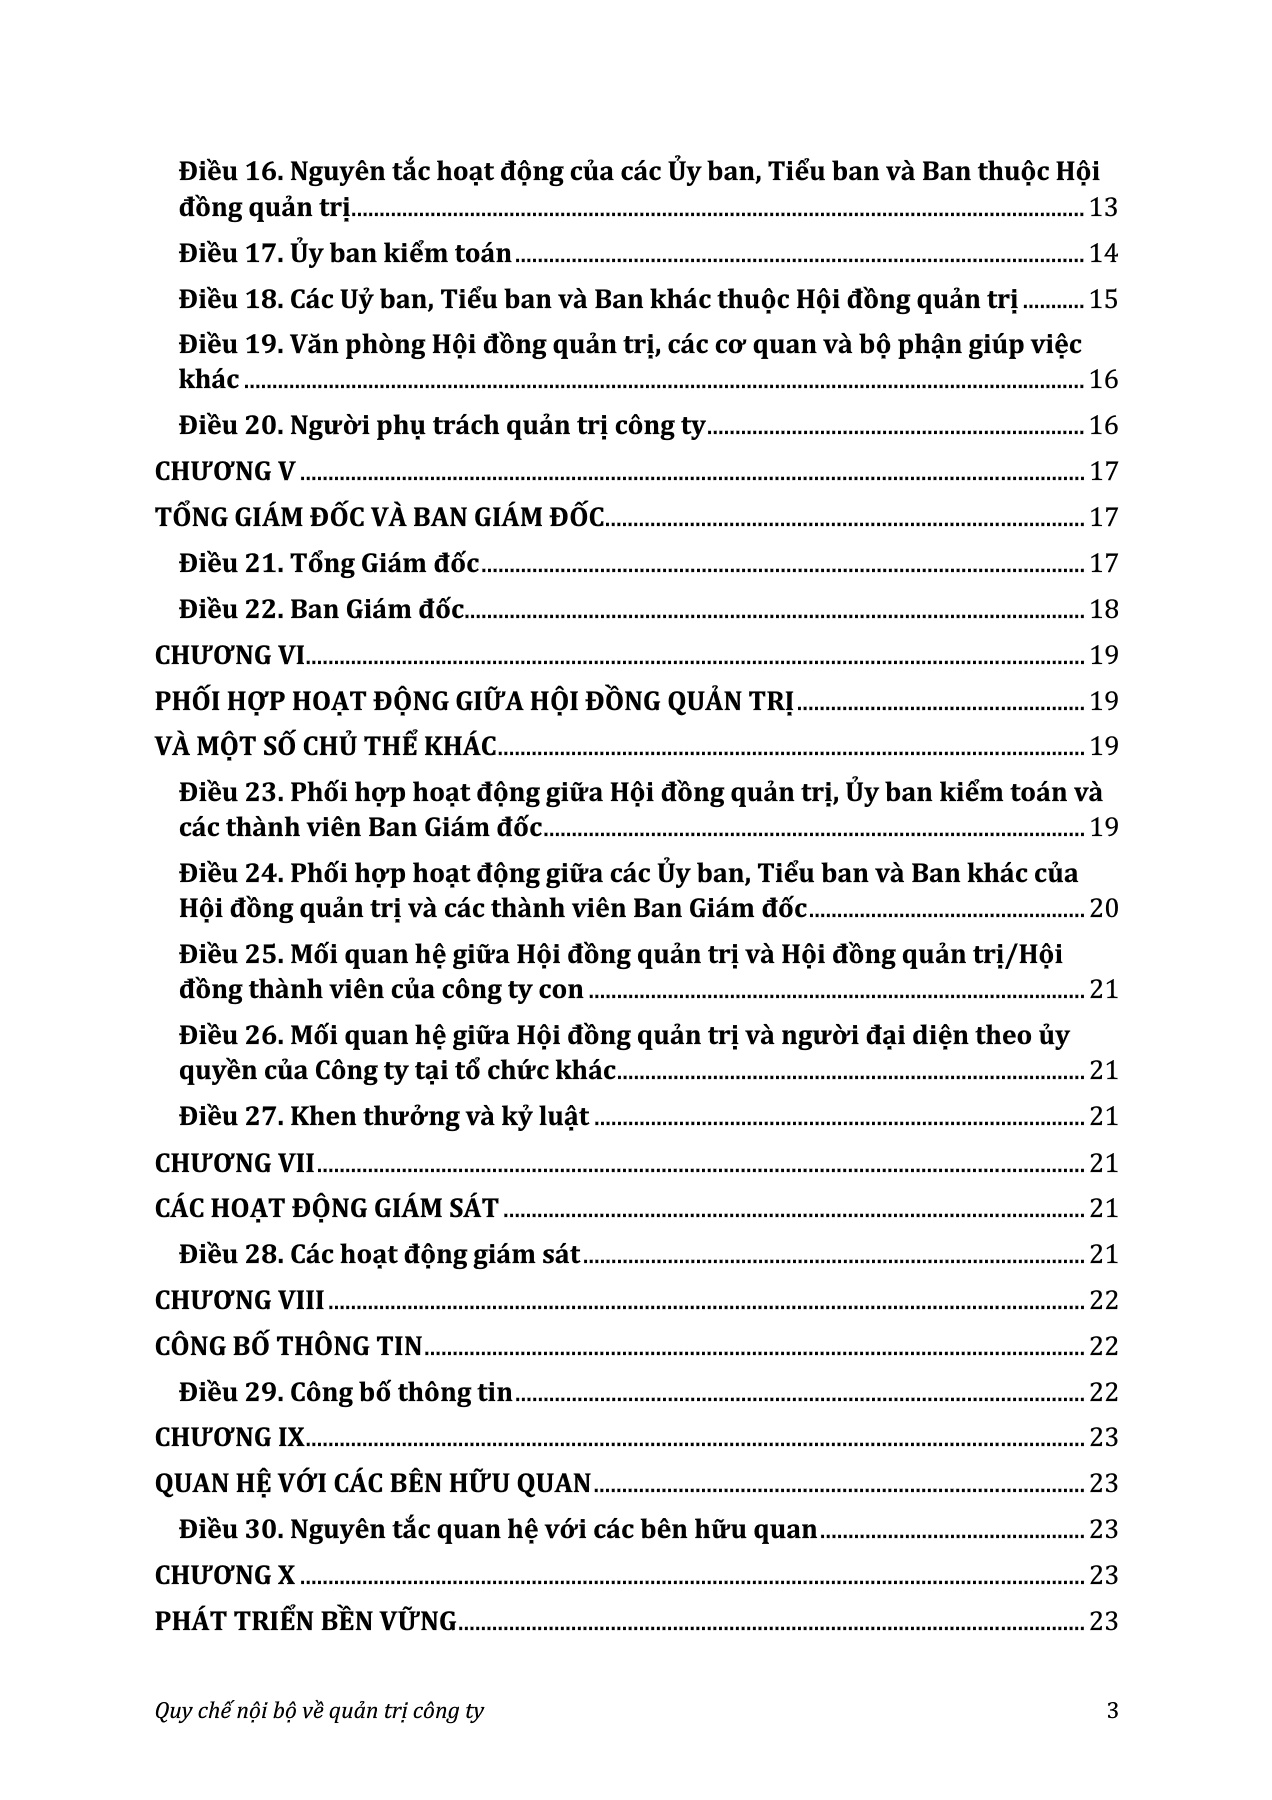 Điều 16. Nguyên tắc hoạt động của các Ủy ban, Tiểu ban và Ban thuộc Hội
đồng quản trị........ 13
Điều 17. Ủy ban kiểm toán........ 14
Điều 18. Các Uỷ ban, Tiểu ban và Ban khác thuộc Hội đồng quản trị ........ 15
Điều 19. Văn phòng Hội đồng quản trị, các cơ quan và bộ phận giúp việc
khác ........ 16
Điều 20. Người phụ trách quản trị công ty........ 16
CHƯƠNG V ........ 17
TỔNG GIÁM ĐỐC VÀ BAN GIÁM ĐỐC........ 17
Điều 21. Tổng Giám đốc........ 17
Điều 22. Ban Giám đốc........ 18
CHƯƠNG VI........ 19
PHỐI HỢP HOẠT ĐỘNG GIỮA HỘI ĐỒNG QUẢN TRỊ........ 19
VÀ MỘT SỐ CHỦ THỂ KHÁC........ 19
Điều 23. Phối hợp hoạt động giữa Hội đồng quản trị, Ủy ban kiểm toán và
các thành viên Ban Giám đốc........ 19
Điều 24. Phối hợp hoạt động giữa các Ủy ban, Tiểu ban và Ban khác của
Hội đồng quản trị và các thành viên Ban Giám đốc........ 20
Điều 25. Mối quan hệ giữa Hội đồng quản trị và Hội đồng quản trị/Hội
đồng thành viên của công ty con ........ 21
Điều 26. Mối quan hệ giữa Hội đồng quản trị và người đại diện theo ủy
quyền của Công ty tại tổ chức khác........ 21
Điều 27. Khen thưởng và kỷ luật ........ 21
CHƯƠNG VII........ 21
CÁC HOẠT ĐỘNG GIÁM SÁT ........ 21
Điều 28. Các hoạt động giám sát........ 21
CHƯƠNG VIII ........ 22
CÔNG BỐ THÔNG TIN........ 22
Điều 29. Công bố thông tin........ 22
CHƯƠNG IX........ 23
QUAN HỆ VỚI CÁC BÊN HỮU QUAN........ 23
Điều 30. Nguyên tắc quan hệ với các bên hữu quan........ 23
CHƯƠNG X ........ 23
PHÁT TRIỂN BỀN VỮNG........ 23
Quy chế nội bộ về quản trị công ty 3